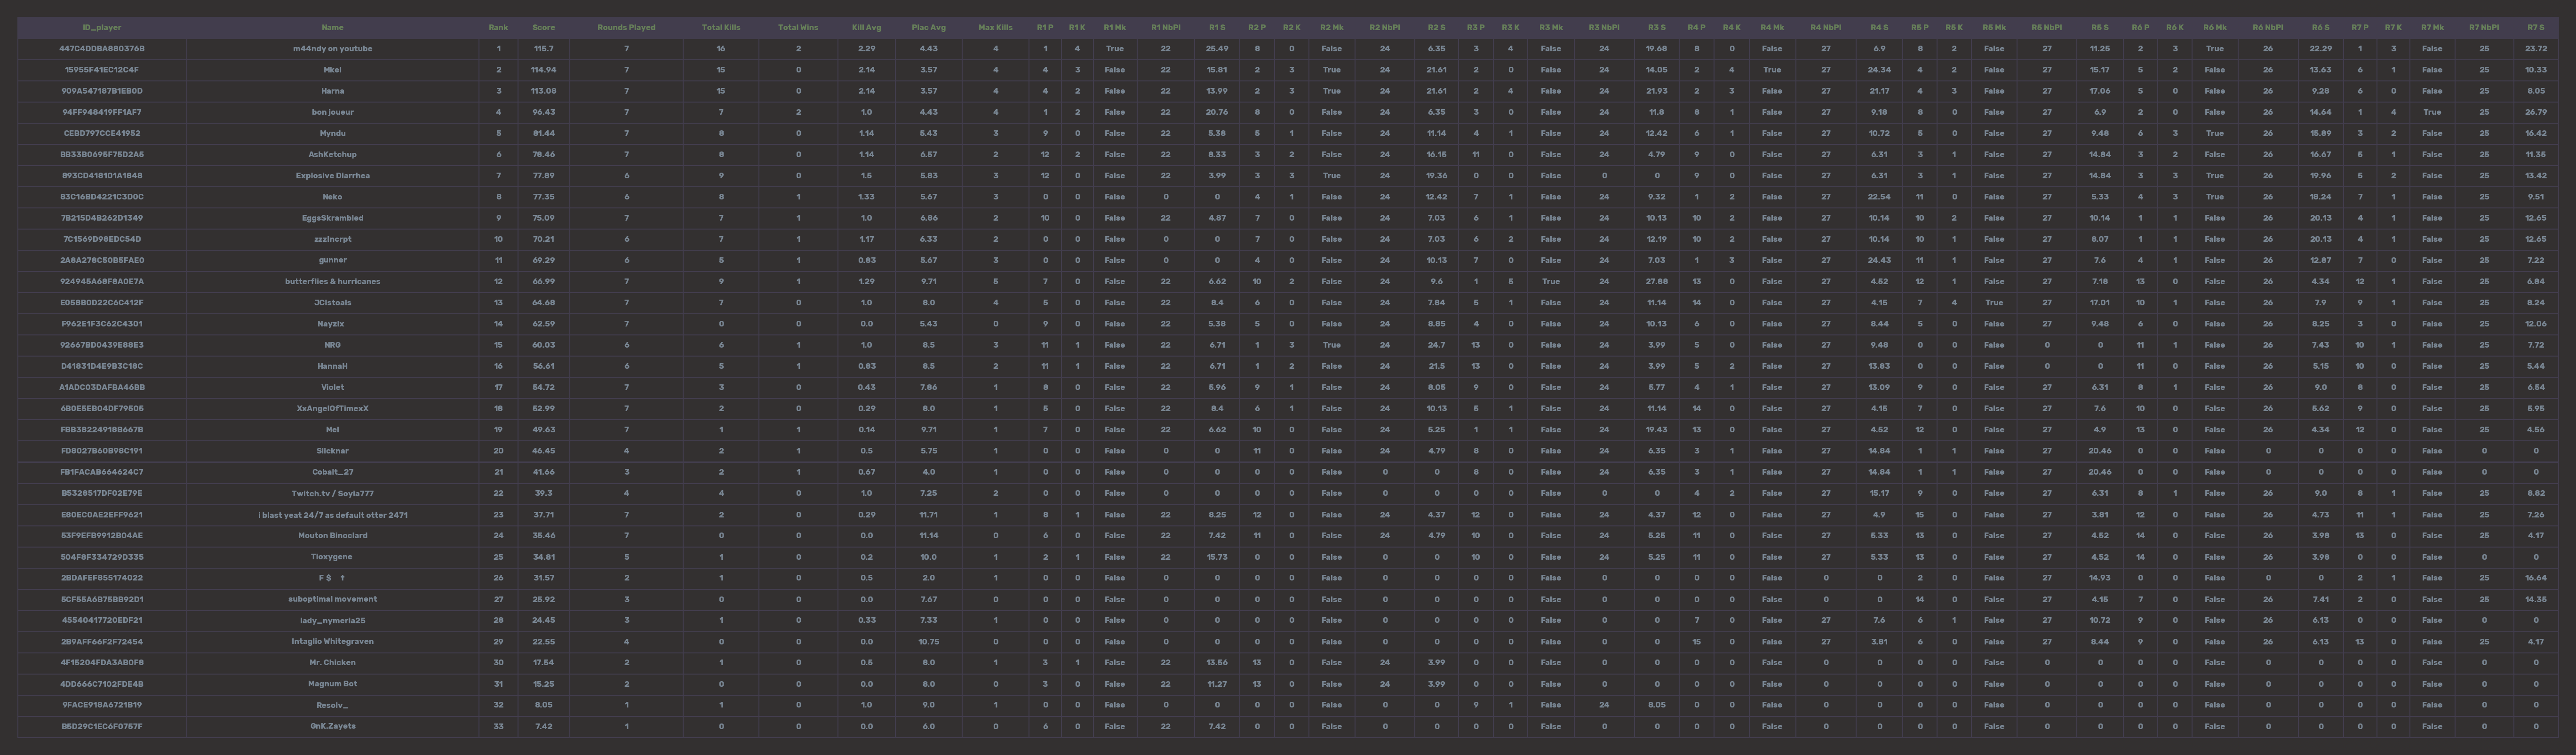 ID_player Name Rank Score Rounds Played Total Kills Total Wins Kill Avg Plac Avg Max Kills R1 P R1 K R1 Mk R1 NbPl R1 S R2 P R2 K R2 Mk R2 NbPl R2 S R3 P R3 K R3 Mk R3 NbPl R3 S R4 P R4 K R4 Mk R4 NbPl R4 S R5 P R5 K R5 Mk R5 NbPl R5 S R6 P R6 K R6 Mk R6 NbPl R6 S R7 P R7 K R7 Mk R7 NbPl R7 S
447C4DDBA880376B m44ndy on youtube 1 115.7 7 16 2 2.29 4.43 4 1 4 True 22 25.49 8 0 False 24 6.35 3 4 False 24 19.68 8 0 False 27 6.9 8 2 False 27 11.25 2 3 True 26 22.29 1 3 False 25 23.72
15955F41EC12C4F Mkel 2 114.94 7 15 0 2.14 3.57 4 4 3 False 22 15.81 2 3 True 24 21.61 2 0 False 24 14.05 2 4 True 27 24.34 4 2 False 27 15.17 5 2 False 26 13.63 6 1 False 25 10.33
909A547187B1EB0D Harna 3 113.08 7 15 0 2.14 3.57 4 4 2 False 22 13.99 2 3 True 24 21.61 2 4 False 24 21.93 2 3 False 27 21.17 4 3 False 27 17.06 5 0 False 26 9.28 6 0 False 25 8.05
94FF948419FF1AF7 bon joueur 4 96.43 7 7 2 1.0 4.43 4 1 2 False 22 20.76 8 0 False 24 6.35 3 0 False 24 11.8 8 1 False 27 9.18 8 0 False 27 6.9 2 0 False 26 14.64 1 4 True 25 26.79
CEBD797CCE41952 Myndu 5 81.44 7 8 0 1.14 5.43 3 9 0 False 22 5.38 5 1 False 24 11.14 4 1 False 24 12.42 6 1 False 27 10.72 5 0 False 27 9.48 6 3 True 26 15.89 3 2 False 25 16.42
BB33B0695F75D2A5 AshKetchup 6 78.46 7 8 0 1.14 6.57 2 12 2 False 22 8.33 3 2 False 24 16.15 11 0 False 24 4.79 9 0 False 27 6.31 3 1 False 27 14.84 3 2 False 26 16.67 5 1 False 25 11.35
893CD418101A1848 Explosive Diarrhea 7 77.89 6 9 0 1.5 5.83 3 12 0 False 22 3.99 3 3 True 24 19.36 0 0 False 0 0 9 0 False 27 6.31 3 1 False 27 14.84 3 3 True 26 19.96 5 2 False 25 13.42
83C16BD4221C3D0C Neko 8 77.35 6 8 1 1.33 5.67 3 0 0 False 0 0 4 1 False 24 12.42 7 1 False 24 9.32 1 2 False 27 22.54 11 0 False 27 5.33 4 3 True 26 18.24 7 1 False 25 9.51
7B215D4B262D1349 EggsSkrambled 9 75.09 7 7 1 1.0 6.86 2 10 0 False 22 4.87 7 0 False 24 7.03 6 1 False 24 10.13 10 2 False 27 10.14 10 2 False 27 10.14 1 1 False 26 20.13 4 1 False 25 12.65
7C1569D98EDC54D zzzIncrpt 10 70.21 6 7 1 1.17 6.33 2 0 0 False 0 0 7 0 False 24 7.03 6 2 False 24 12.19 10 2 False 27 10.14 10 1 False 27 8.07 1 1 False 26 20.13 4 1 False 25 12.65
2A8A278C50B5FAE0 gunner 11 69.29 6 5 1 0.83 5.67 3 0 0 False 0 0 4 0 False 24 10.13 7 0 False 24 7.03 1 3 False 27 24.43 11 1 False 27 7.6 4 1 False 26 12.87 7 0 False 25 7.22
924945A68F8A0E7A butterflies & hurricanes 12 66.99 7 9 1 1.29 9.71 5 7 0 False 22 6.62 10 2 False 24 9.6 1 5 True 24 27.88 13 0 False 27 4.52 12 1 False 27 7.18 13 0 False 26 4.34 12 1 False 25 6.84
E058B0D22C6C412F JCIstoals 13 64.68 7 7 0 1.0 8.0 4 5 0 False 22 8.4 6 0 False 24 7.84 5 1 False 24 11.14 14 0 False 27 4.15 7 4 True 27 17.01 10 1 False 26 7.9 9 1 False 25 8.24
F962E1F3C62C4301 Nayzix 14 62.59 7 0 0 0.0 5.43 0 9 0 False 22 5.38 5 0 False 24 8.85 4 0 False 24 10.13 6 0 False 27 8.44 5 0 False 27 9.48 6 0 False 26 8.25 3 0 False 25 12.06
92667BD0439E88E3 NRG 15 60.03 6 6 1 1.0 8.5 3 11 1 False 22 6.71 1 3 True 24 24.7 13 0 False 24 3.99 5 0 False 27 9.48 0 0 False 0 0 11 1 False 26 7.43 10 1 False 25 7.72
D41831D4E9B3C18C HannaH 16 56.61 6 5 1 0.83 8.5 2 11 1 False 22 6.71 1 2 False 24 21.5 13 0 False 24 3.99 5 2 False 27 13.83 0 0 False 0 0 11 0 False 26 5.15 10 0 False 25 5.44
A1ADC03DAFBA46BB Violet 17 54.72 7 3 0 0.43 7.86 1 8 0 False 22 5.96 9 1 False 24 8.05 9 0 False 24 5.77 4 1 False 27 13.09 9 0 False 27 6.31 8 1 False 26 9.0 8 0 False 25 6.54
6B0E5EB04DF79505 XxAngelOfTimexX 18 52.99 7 2 0 0.29 8.0 1 5 0 False 22 8.4 6 1 False 24 10.13 5 1 False 24 11.14 14 0 False 27 4.15 7 0 False 27 7.6 10 0 False 26 5.62 9 0 False 25 5.95
FBB38224918B667B Mel 19 49.63 7 1 1 0.14 9.71 1 7 0 False 22 6.62 10 0 False 24 5.25 1 1 False 24 19.43 13 0 False 27 4.52 12 0 False 27 4.9 13 0 False 26 4.34 12 0 False 25 4.56
FD8027B60B98C191 Slicknar 20 46.45 4 2 1 0.5 5.75 1 0 0 False 0 0 11 0 False 24 4.79 8 0 False 24 6.35 3 1 False 27 14.84 1 1 False 27 20.46 0 0 False 0 0 0 0 False 0 0
FB1FACAB664624C7 Cobalt_27 21 41.66 3 2 1 0.67 4.0 1 0 0 False 0 0 0 0 False 0 0 8 0 False 24 6.35 3 1 False 27 14.84 1 1 False 27 20.46 0 0 False 0 0 0 0 False 0 0
B5328517DF02E79E Twitch.tv / Soyla777 22 39.3 4 4 0 1.0 7.25 2 0 0 False 0 0 0 0 False 0 0 0 0 False 0 0 4 2 False 27 15.17 9 0 False 27 6.31 8 1 False 26 9.0 8 1 False 25 8.82
E80EC0AE2EFF9621 I blast yeat 24/7 as default otter 2471 23 37.71 7 2 0 0.29 11.71 1 8 1 False 22 8.25 12 0 False 24 4.37 12 0 False 24 4.37 12 0 False 27 4.9 15 0 False 27 3.81 12 0 False 26 4.73 11 1 False 25 7.26
53F9EFB9912B04AE Mouton Binoclard 24 35.46 7 0 0 0.0 11.14 0 6 0 False 22 7.42 11 0 False 24 4.79 10 0 False 24 5.25 11 0 False 27 5.33 13 0 False 27 4.52 14 0 False 26 3.98 13 0 False 25 4.17
504F8F334729D335 Tioxygene 25 34.81 5 1 0 0.2 10.0 1 2 1 False 22 15.73 0 0 False 0 0 10 0 False 24 5.25 11 0 False 27 5.33 13 0 False 27 4.52 14 0 False 26 3.98 0 0 False 0 0
2BDAFEF855174022 F $ † 26 31.57 2 1 0 0.5 2.0 1 0 0 False 0 0 0 0 False 0 0 0 0 False 0 0 0 0 False 0 0 2 0 False 27 14.93 0 0 False 0 0 2 1 False 25 16.64
5CF55A6B75BB92D1 suboptimal movement 27 25.92 3 0 0 0.0 7.67 0 0 0 False 0 0 0 0 False 0 0 0 0 False 0 0 0 0 False 0 0 14 0 False 27 4.15 7 0 False 26 7.41 2 0 False 25 14.35
45540417720EDF21 lady_nymeria25 28 24.45 3 1 0 0.33 7.33 1 0 0 False 0 0 0 0 False 0 0 0 0 False 0 0 7 0 False 27 7.6 6 1 False 27 10.72 9 0 False 26 6.13 0 0 False 0 0
2B9AFF66F2F72454 Intaglio Whitegraven 29 22.55 4 0 0 0.0 10.75 0 0 0 False 0 0 0 0 False 0 0 0 0 False 0 0 15 0 False 27 3.81 6 0 False 27 8.44 9 0 False 26 6.13 13 0 False 25 4.17
4F15204FDA3AB0F8 Mr. Chicken 30 17.54 2 1 0 0.5 8.0 1 3 1 False 22 13.56 13 0 False 24 3.99 0 0 False 0 0 0 0 False 0 0 0 0 False 0 0 0 0 False 0 0 0 0 False 0 0
4DD666C7102FDE4B Magnum Bot 31 15.25 2 0 0 0.0 8.0 0 3 0 False 22 11.27 13 0 False 24 3.99 0 0 False 0 0 0 0 False 0 0 0 0 False 0 0 0 0 False 0 0 0 0 False 0 0
9FACE918A6721B19 Resolv_ 32 8.05 1 1 0 1.0 9.0 1 0 0 False 0 0 0 0 False 0 0 9 1 False 24 8.05 0 0 False 0 0 0 0 False 0 0 0 0 False 0 0 0 0 False 0 0
B5D29C1EC6F0757F GnK.Zayets 33 7.42 1 0 0 0.0 6.0 0 6 0 False 22 7.42 0 0 False 0 0 0 0 False 0 0 0 0 False 0 0 0 0 False 0 0 0 0 False 0 0 0 0 False 0 0